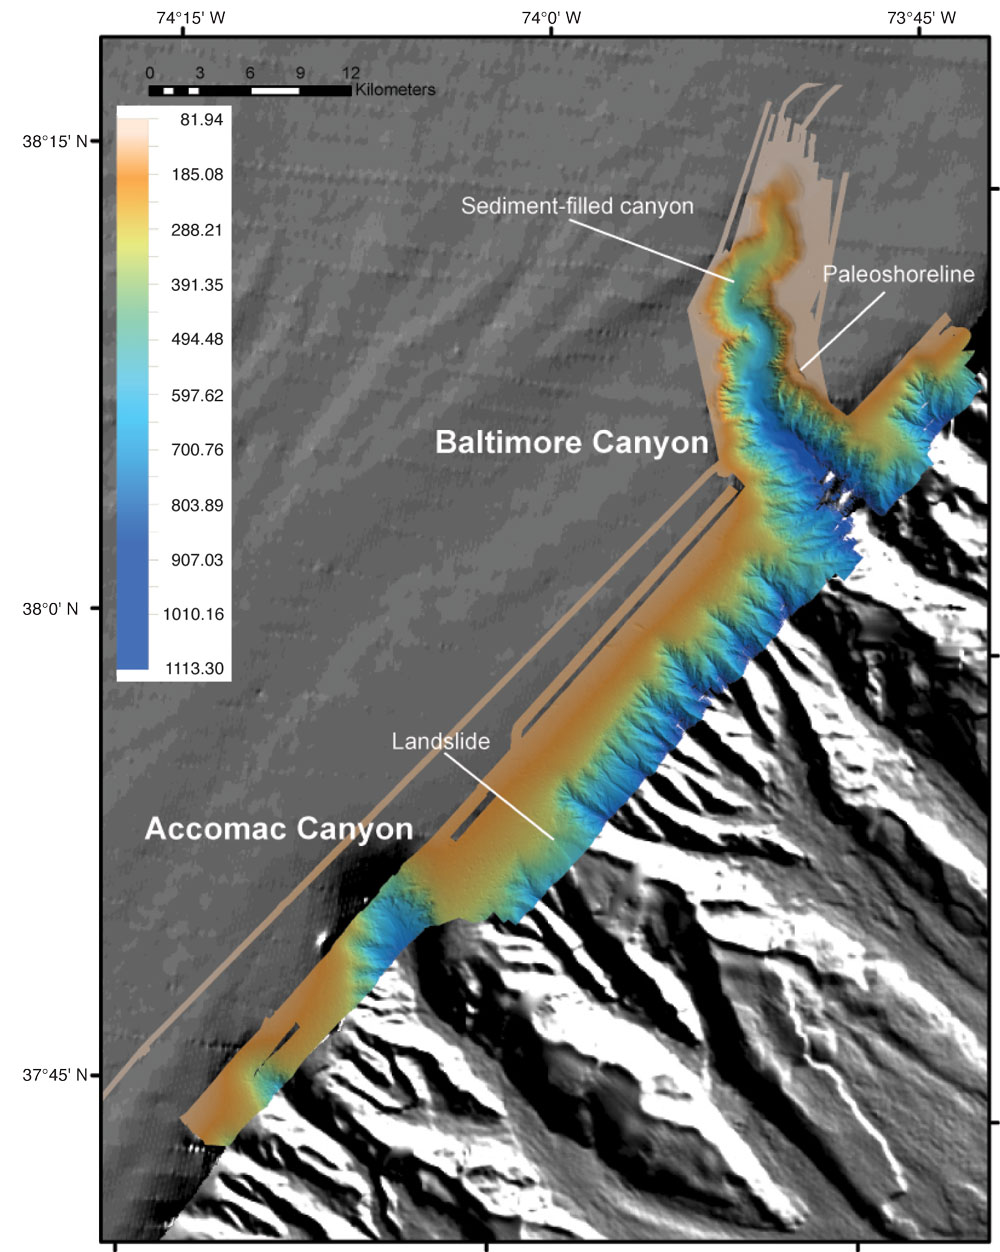 74°15' W
74°0' W
73°45' W
0 3 6 9 12
Kilometers
38°15' N
38°0' N
37°45' N
81.94
185.08
288.21
391.35
494.48
597.62
700.76
803.89
907.03
1010.16
1113.30
Sediment-filled canyon
Paleoshoreline
Baltimore Canyon
Landslide
Accomac Canyon